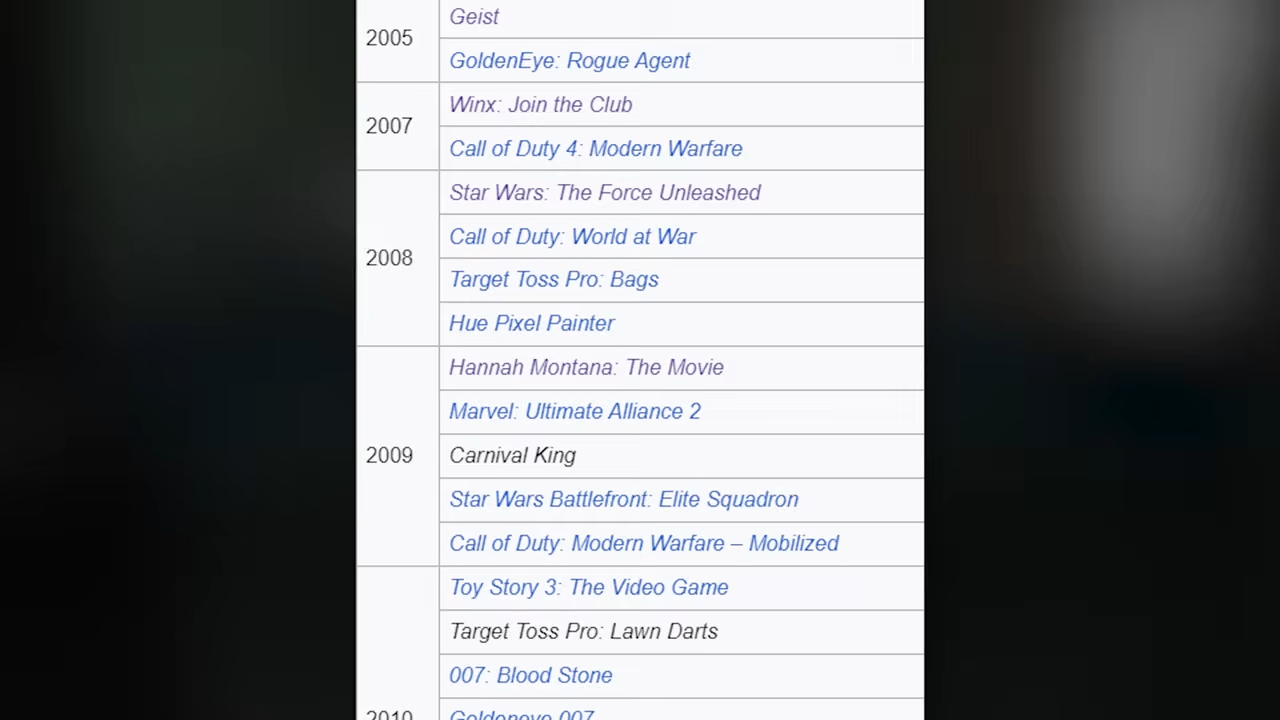 Geist
2005
GoldenEye: Rogue Agent
Winx: Join the Club
2007
Call of Duty 4: Modern Warfare
Star Wars: The Force Unleashed
Call of Duty: World at War
2008
Target Toss Pro: Bags
Hue Pixel Painter
Hannah Montana: The Movie
Marvel: Ultimate Alliance 2
2009
Carnival King
Star Wars Battlefront: Elite Squadron
Call of Duty: Modern Warfare – Mobilized
Toy Story 3: The Video Game
Target Toss Pro: Lawn Darts
007: Blood Stone
2010
Goldeneye 007